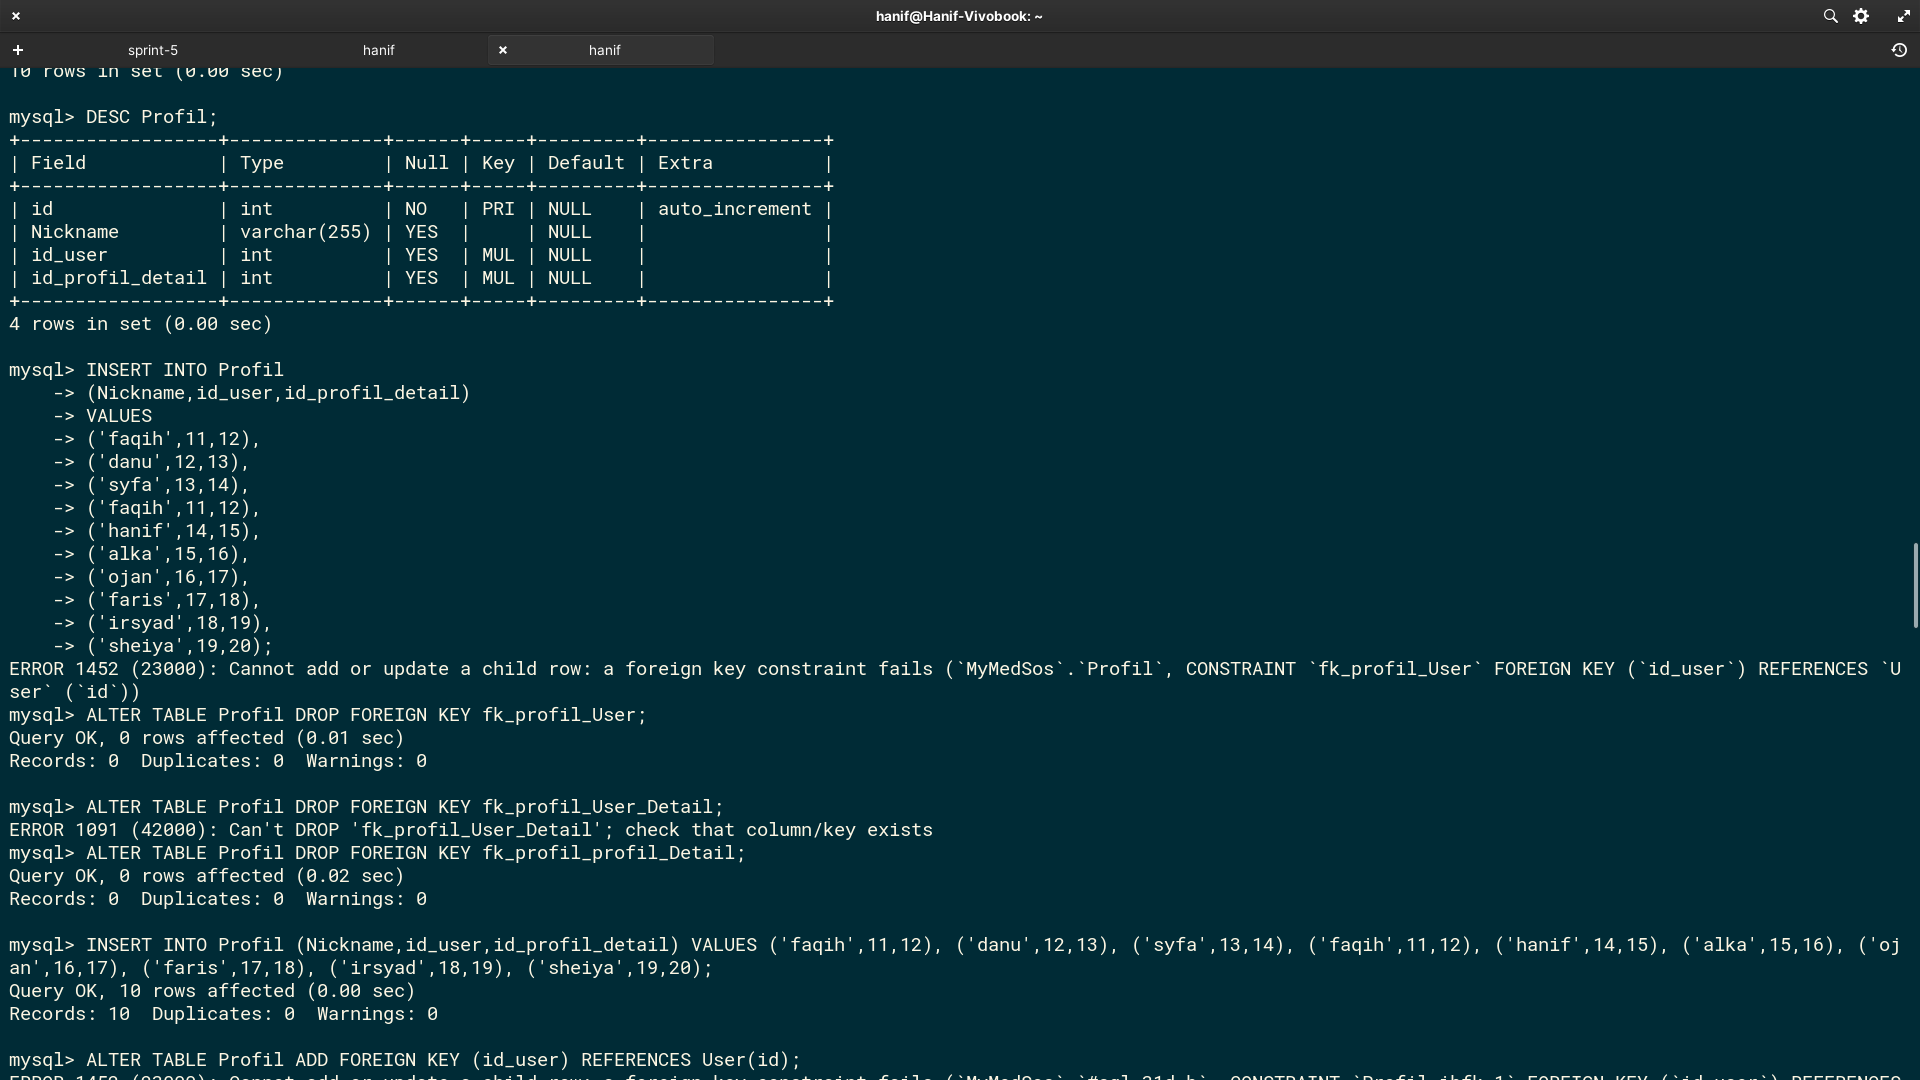 hanif@Hanif-Vivobook: ~
sprint-5 hanif hanif
10 rows in set (0.00 sec)
mysql> DESC Profil;
+------------------+--------------+------+-----+---------+----------------+
| Field            | Type         | Null | Key | Default | Extra          |
+------------------+--------------+------+-----+---------+----------------+
| id               | int          | NO   | PRI | NULL    | auto_increment |
| Nickname         | varchar(255) | YES  |     | NULL    |                |
| id_user          | int          | YES  | MUL | NULL    |                |
| id_profil_detail | int          | YES  | MUL | NULL    |                |
+------------------+--------------+------+-----+---------+----------------+
4 rows in set (0.00 sec)
mysql> INSERT INTO Profil
    -> (Nickname,id_user,id_profil_detail)
    -> VALUES
    -> ('faqih',11,12),
    -> ('danu',12,13),
    -> ('syfa',13,14),
    -> ('faqih',11,12),
    -> ('hanif',14,15),
    -> ('alka',15,16),
    -> ('ojan',16,17),
    -> ('faris',17,18),
    -> ('irsyad',18,19),
    -> ('sheiya',19,20);
ERROR 1452 (23000): Cannot add or update a child row: a foreign key constraint fails (`MyMedSos`.`Profil`, CONSTRAINT `fk_profil_User` FOREIGN KEY (`id_user`) REFERENCES `U
ser` (`id`))
mysql> ALTER TABLE Profil DROP FOREIGN KEY fk_profil_User;
Query OK, 0 rows affected (0.01 sec)
Records: 0  Duplicates: 0  Warnings: 0
mysql> ALTER TABLE Profil DROP FOREIGN KEY fk_profil_User_Detail;
ERROR 1091 (42000): Can't DROP 'fk_profil_User_Detail'; check that column/key exists
mysql> ALTER TABLE Profil DROP FOREIGN KEY fk_profil_profil_Detail;
Query OK, 0 rows affected (0.02 sec)
Records: 0  Duplicates: 0  Warnings: 0
mysql> INSERT INTO Profil (Nickname,id_user,id_profil_detail) VALUES ('faqih',11,12), ('danu',12,13), ('syfa',13,14), ('faqih',11,12), ('hanif',14,15), ('alka',15,16), ('oj
an',16,17), ('faris',17,18), ('irsyad',18,19), ('sheiya',19,20);
Query OK, 10 rows affected (0.00 sec)
Records: 10  Duplicates: 0  Warnings: 0
mysql> ALTER TABLE Profil ADD FOREIGN KEY (id_user) REFERENCES User(id);